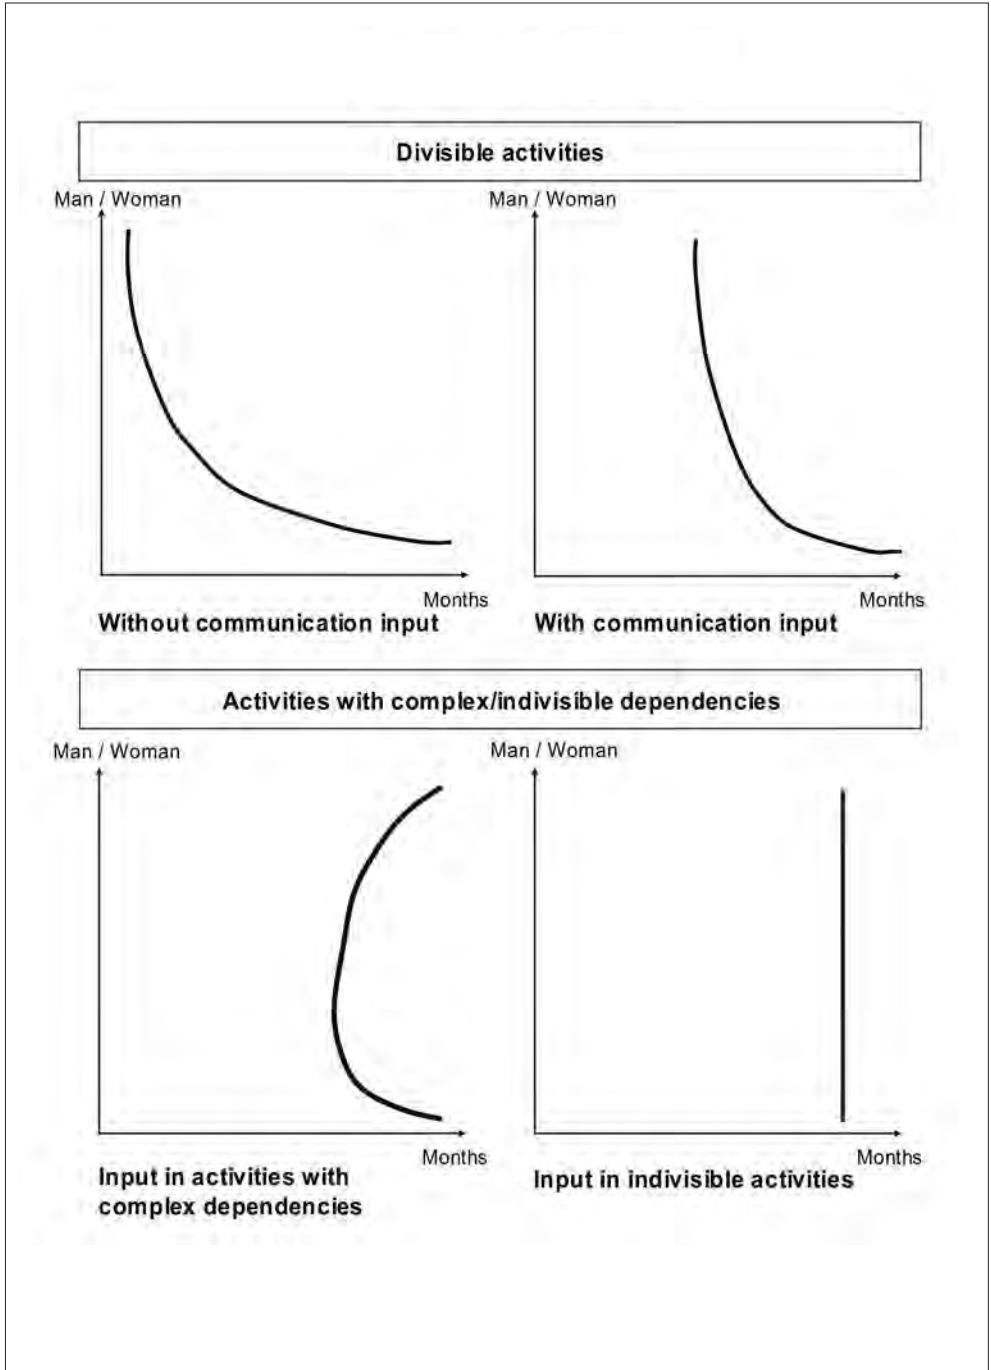 Divisible activities
Man / Woman
Man / Woman
Months
Months
Without communication input
With communication input
Activities with complex/indivisible dependencies
Man / Woman
Man / Woman
Months
Months
Input in activities with
complex dependencies
Input in indivisible activities